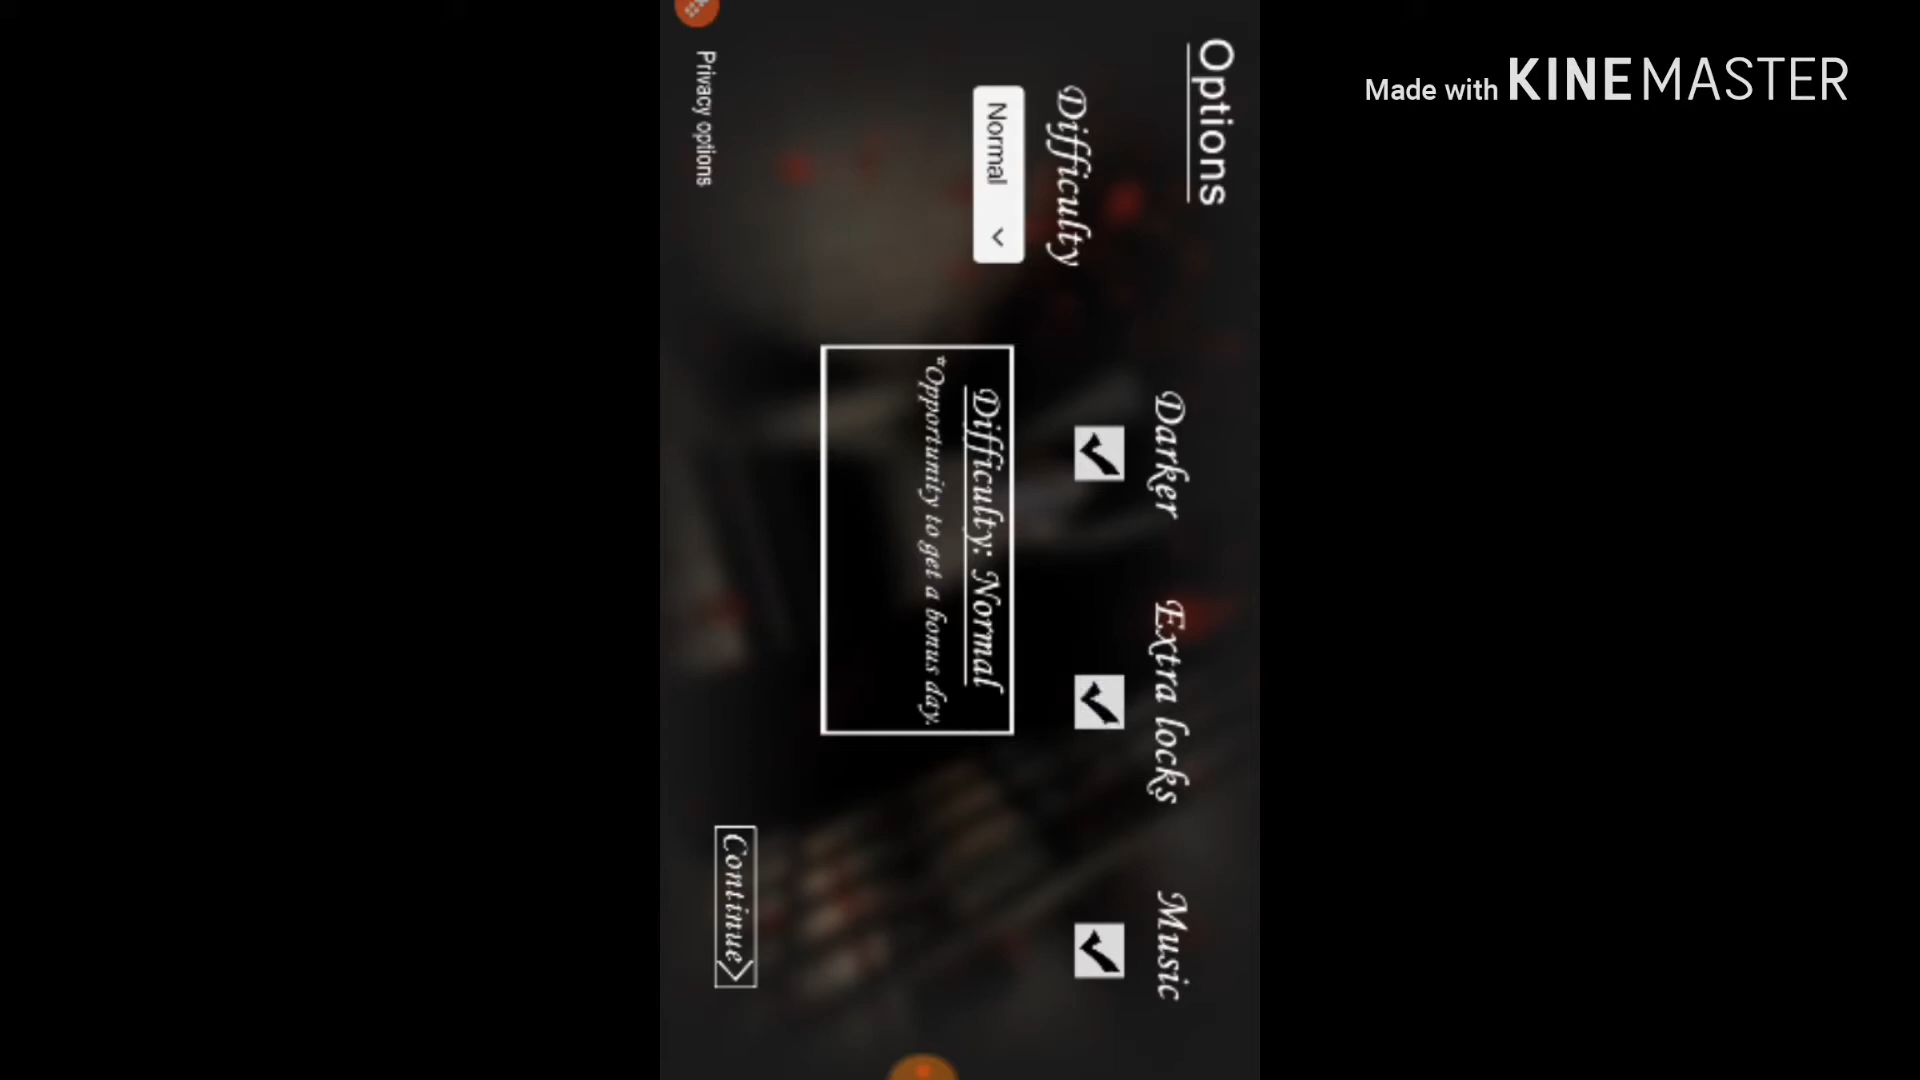 Made with KINEMASTER
Options
Darker
Extra locks
Music
Difficulty
Normal
Difficulty: Normal
*Opportunity to get a bonus day.
Privacy options
Continue